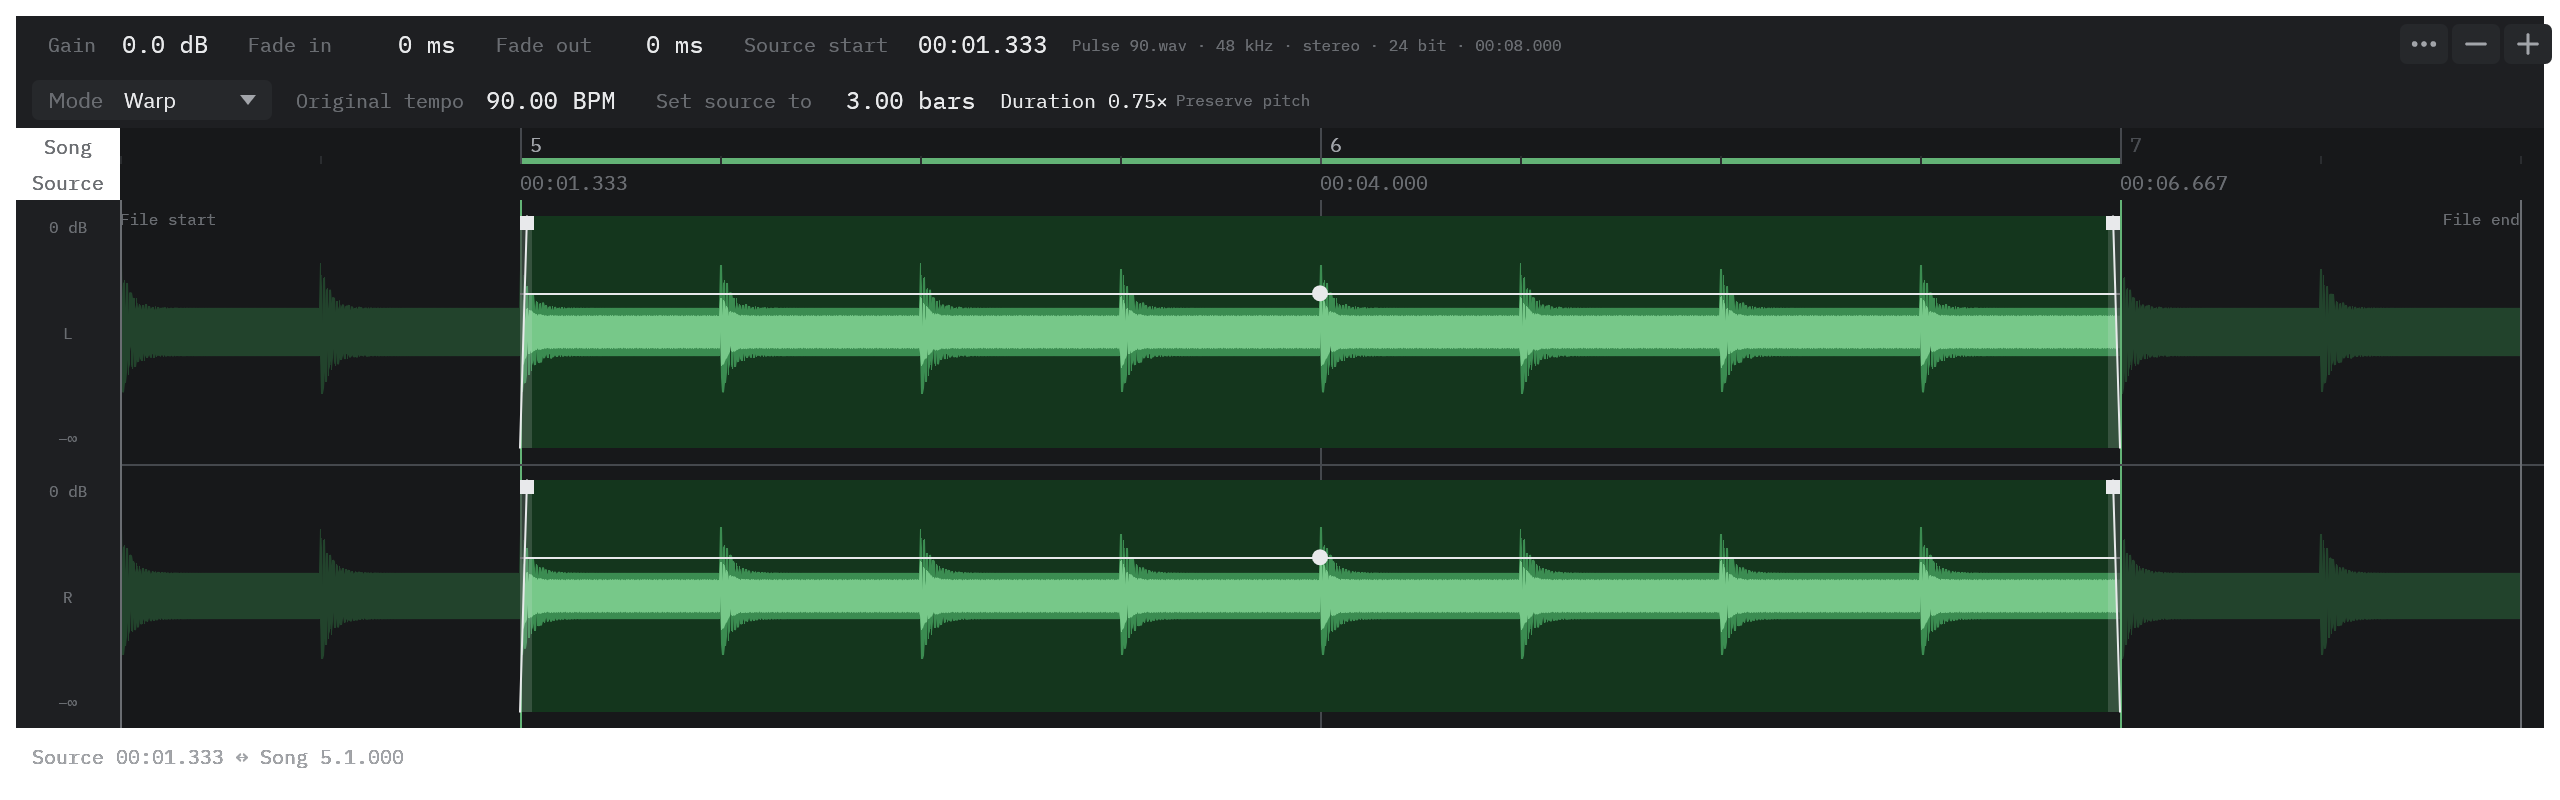 Gain 0.0 dB Fade in 0 ms Fade out 0 ms Source start 00:01.333 Pulse 90.wav · 48 kHz · stereo · 24 bit · 00:08.000
Mode Warp Original tempo 90.00 BPM Set source to 3.00 bars Duration 0.75× Preserve pitch
Song 5 6 7
Source 00:01.333 00:04.000 00:06.667
File start File end
0 dB
L
−∞
0 dB
R
−∞
Source 00:01.333 ↔ Song 5.1.000